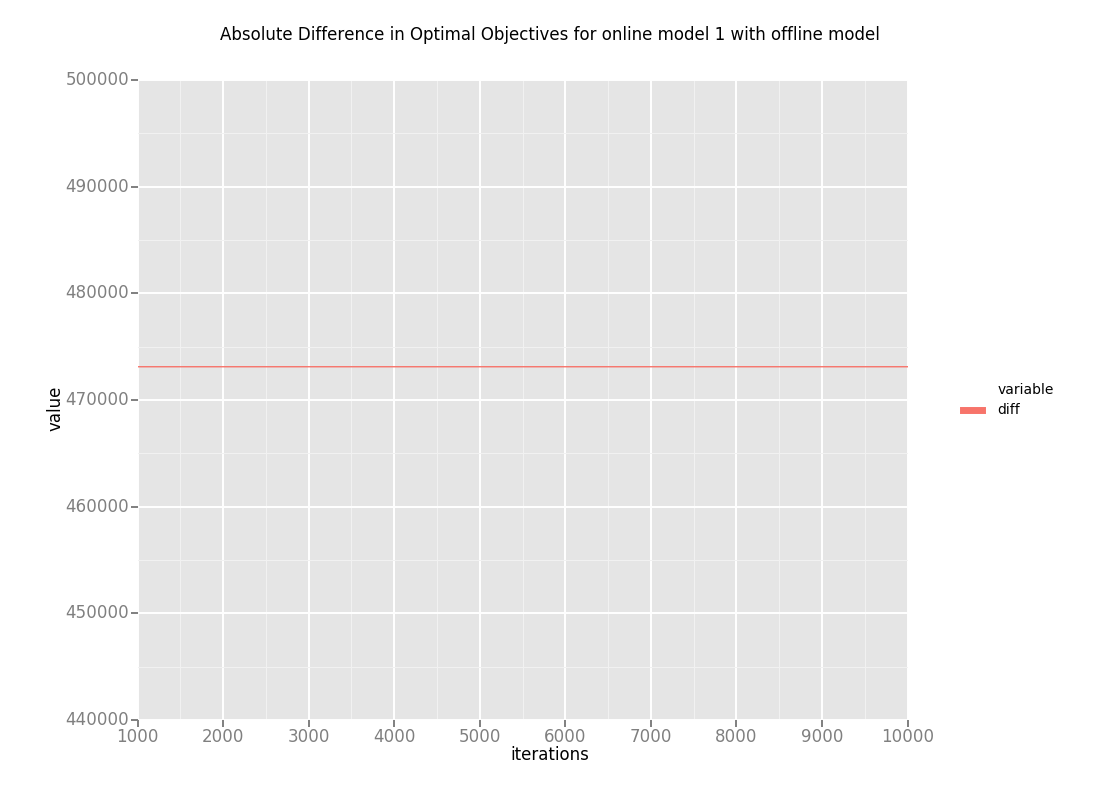 Absolute Difference in Optimal Objectives for online model 1 with offline model
500000
490000
480000
470000
460000
450000
440000
value
1000 2000 3000 4000 5000 6000 7000 8000 9000 10000
iterations
variable
diff